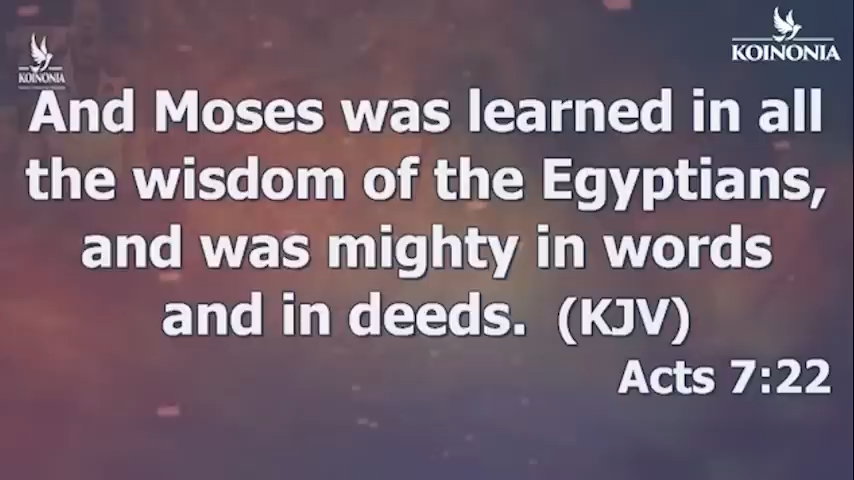 KOINONIA
KOINONIA
And Moses was learned in all
the wisdom of the Egyptians,
and was mighty in words
and in deeds. (KJV)
Acts 7:22